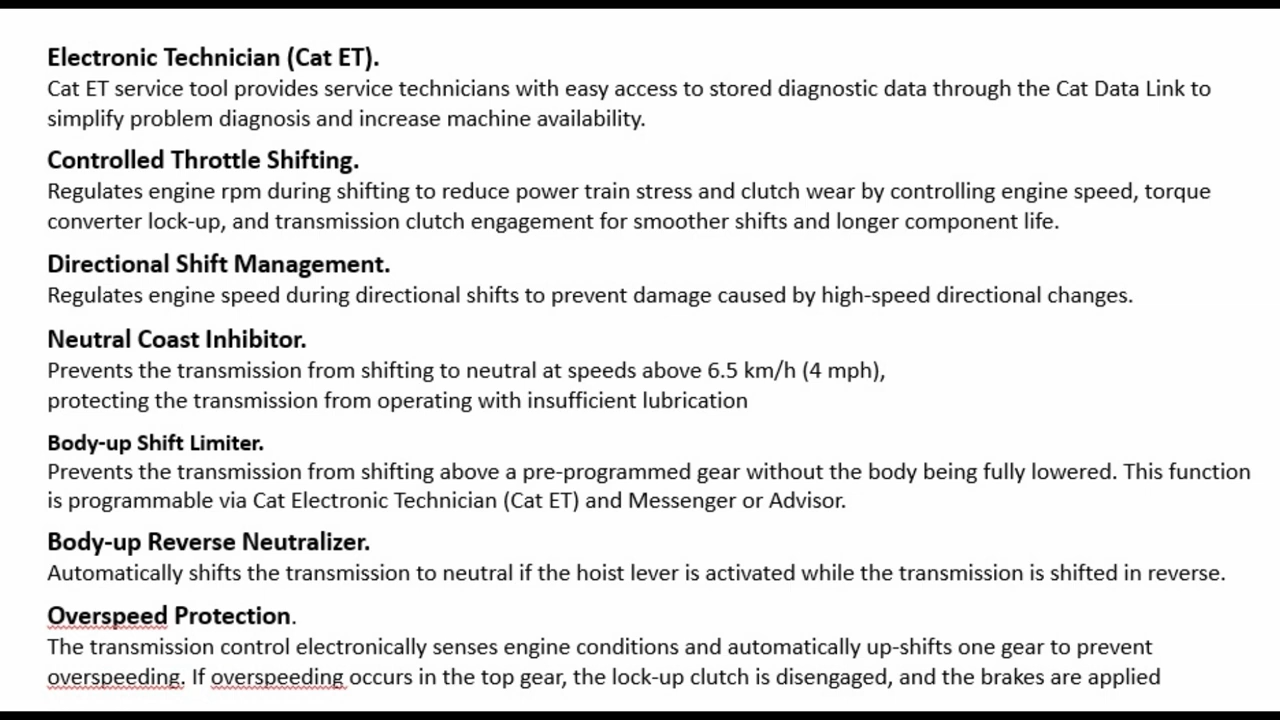 Electronic Technician (Cat ET).
Cat ET service tool provides service technicians with easy access to stored diagnostic data through the Cat Data Link to
simplify problem diagnosis and increase machine availability.
Controlled Throttle Shifting.
Regulates engine rpm during shifting to reduce power train stress and clutch wear by controlling engine speed, torque
converter lock-up, and transmission clutch engagement for smoother shifts and longer component life.
Directional Shift Management.
Regulates engine speed during directional shifts to prevent damage caused by high-speed directional changes.
Neutral Coast Inhibitor.
Prevents the transmission from shifting to neutral at speeds above 6.5 km/h (4 mph),
protecting the transmission from operating with insufficient lubrication
Body-up Shift Limiter.
Prevents the transmission from shifting above a pre-programmed gear without the body being fully lowered. This function
is programmable via Cat Electronic Technician (Cat ET) and Messenger or Advisor.
Body-up Reverse Neutralizer.
Automatically shifts the transmission to neutral if the hoist lever is activated while the transmission is shifted in reverse.
Overspeed Protection.
The transmission control electronically senses engine conditions and automatically up-shifts one gear to prevent
overspeeding. If overspeeding occurs in the top gear, the lock-up clutch is disengaged, and the brakes are applied